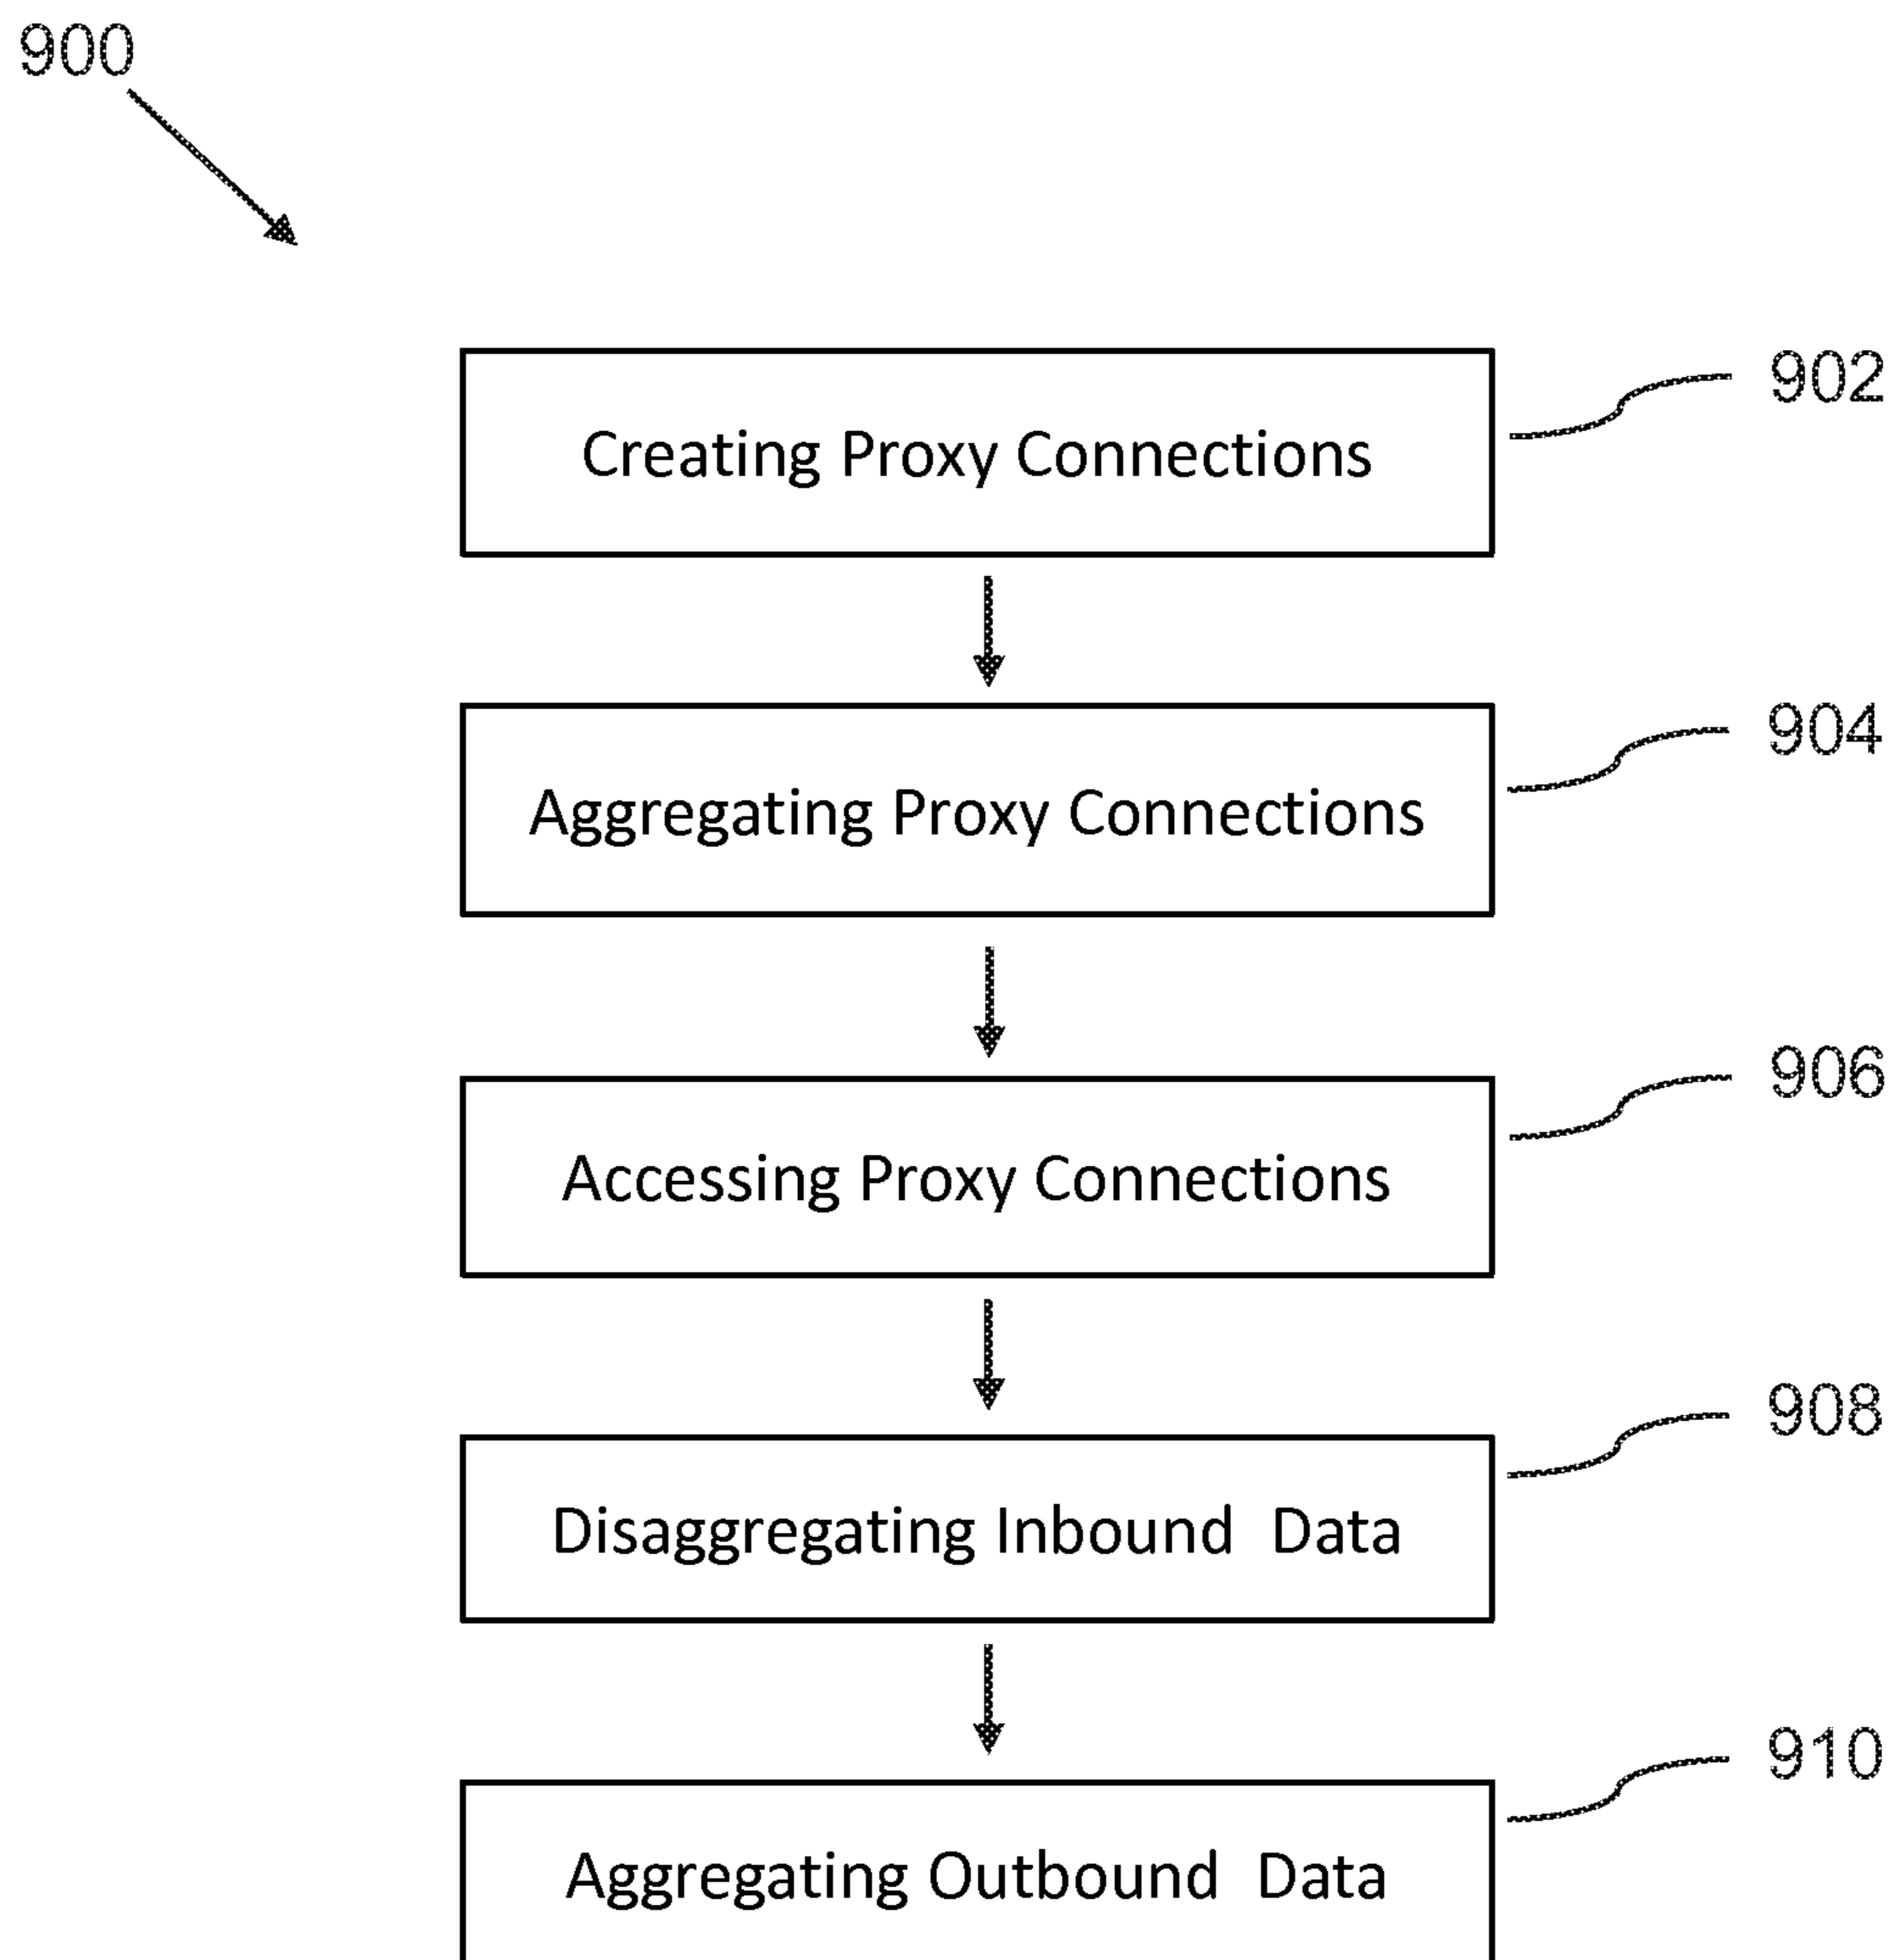 900
Creating Proxy Connections
902
Aggregating Proxy Connections
904
Accessing Proxy Connections
906
Disaggregating Inbound Data
908
Aggregating Outbound Data
910